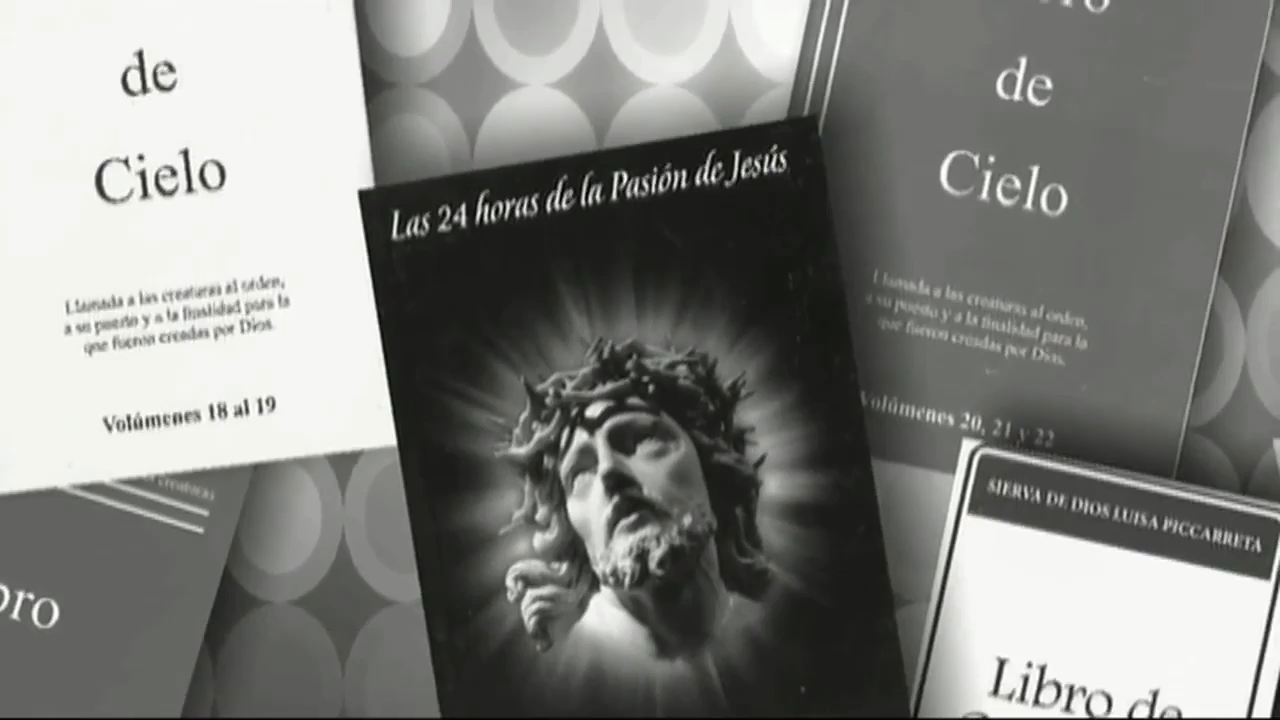 de
Cielo
Llamada a las creaturas al orden,
a su puesto y a la finalidad para la
que fueron creadas por Dios.
Volúmenes 18 al 19
Las 24 horas de la Pasión de Jesús
de
Cielo
Llamada a las creaturas al orden,
a su puesto y a la finalidad para la
que fueron creadas por Dios.
Volúmenes 20, 21 y 22
creaturas
SIERVA DE DIOS LUISA PICCARRETA
Libro de